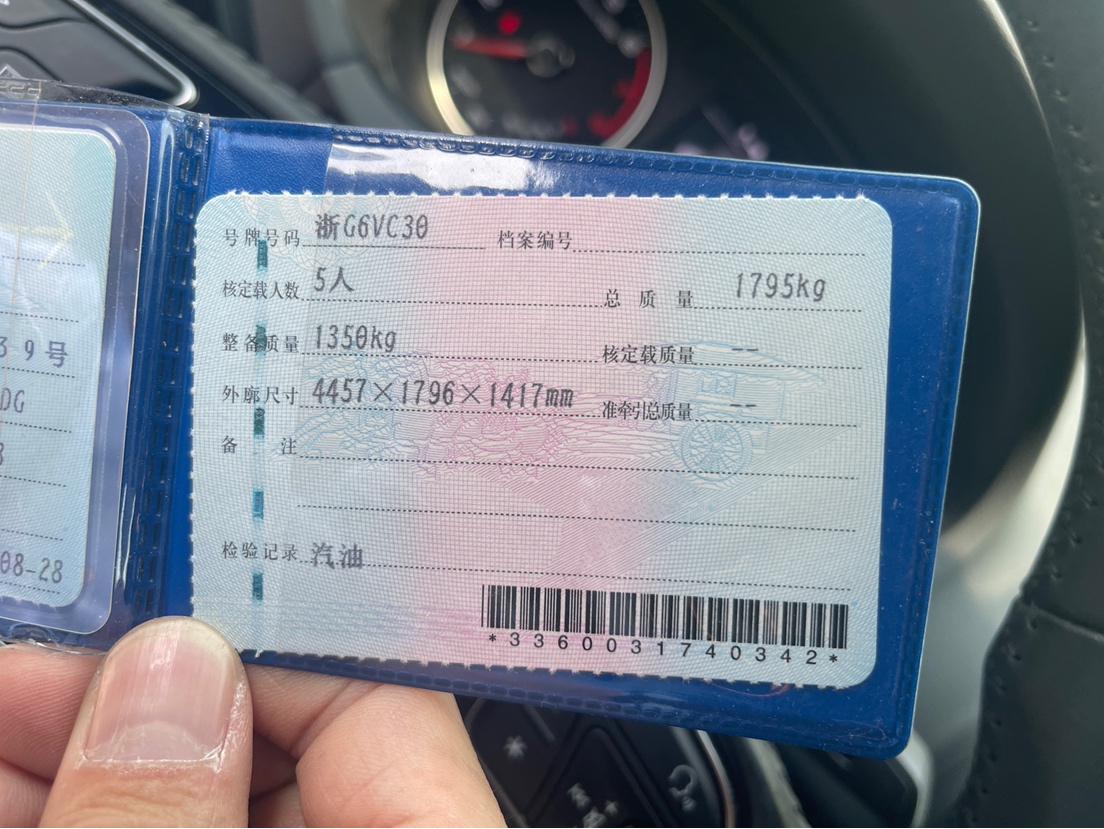 号牌号码 浙G6VC30 档案编号
核定载人数 5人 总质量 1795kg
整备质量 1350kg 核定载质量 --
外廓尺寸 4457×1796×1417mm 准牵引总质量 --
备注
检验记录 汽油
*3360031740342*
39号
DG
3
08-28